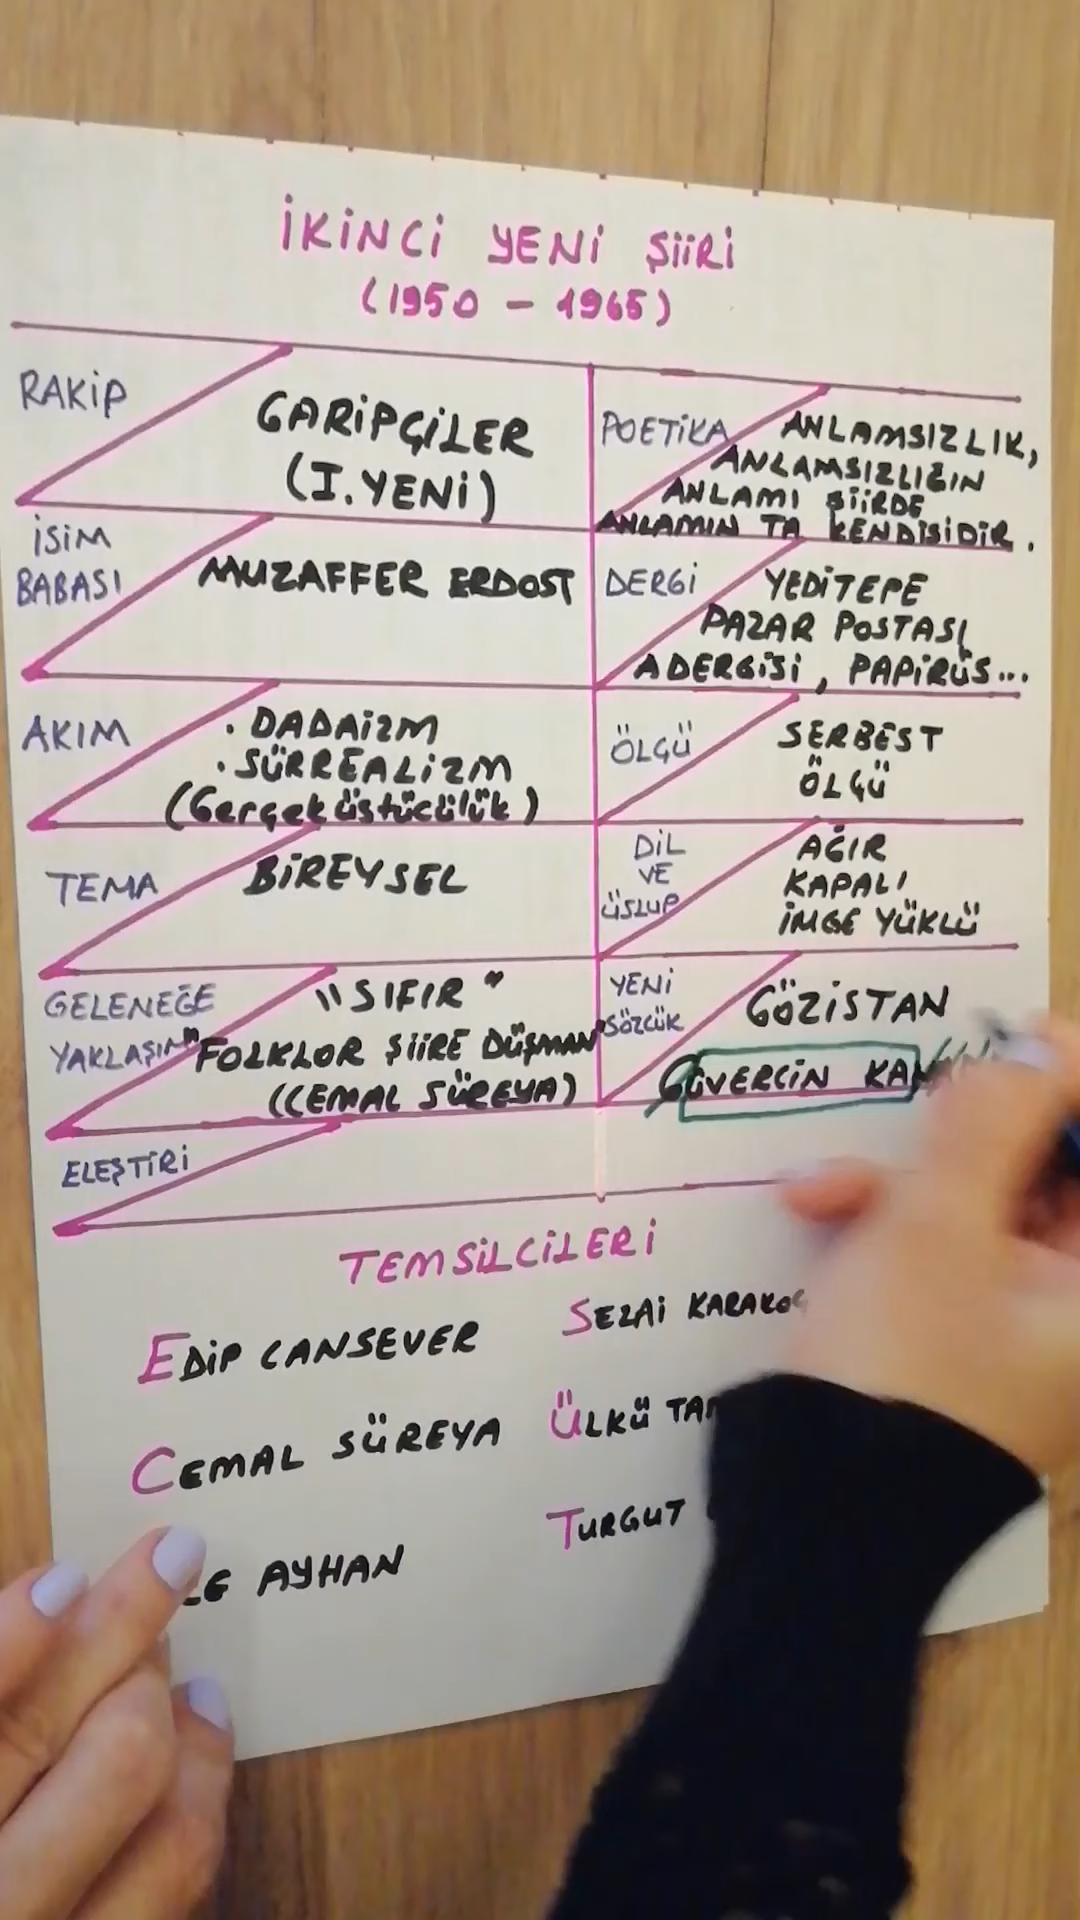 İKİNCİ YENİ ŞİİRİ
(1950 - 1965)
RAKİP
GARİPÇİLER
(I. YENİ)
İSİM
BABASI
MUZAFFER ERDOST
AKIM
. DADAİZM
. SÜRREALİZM
(Gerçeküstücülük)
TEMA
BİREYSEL
GELENEĞE
YAKLAŞIM
"SIFIR"
"FOLKLOR ŞİİRE DÜŞMAN"
(CEMAL SÜREYA)
ELEŞTİRİ
POETİKA
ANLAMSIZLIK,
ANLAMSIZLIĞIN
ANLAMI ŞİİRDE
ANLAMIN TA KENDİSİDİR.
DERGİ
YEDİTEPE
PAZAR POSTASI
A DERGİSİ, PAPİRÜS...
ÖLÇÜ
SERBEST
ÖLÇÜ
DİL
VE
ÜSLUP
AĞIR
KAPALI
İMGE YÜKLÜ
YENİ
SÖZCÜK
GÖZİSTAN
GÜVERCİN
TEMSİLCİLERİ
EDİP CANSEVER
CEMAL SÜREYA
AYHAN
SEZAİ KARAKOÇ
ÜLKÜ
TURGUT